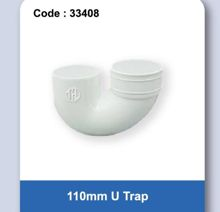 Code : 33408
110mm U Trap